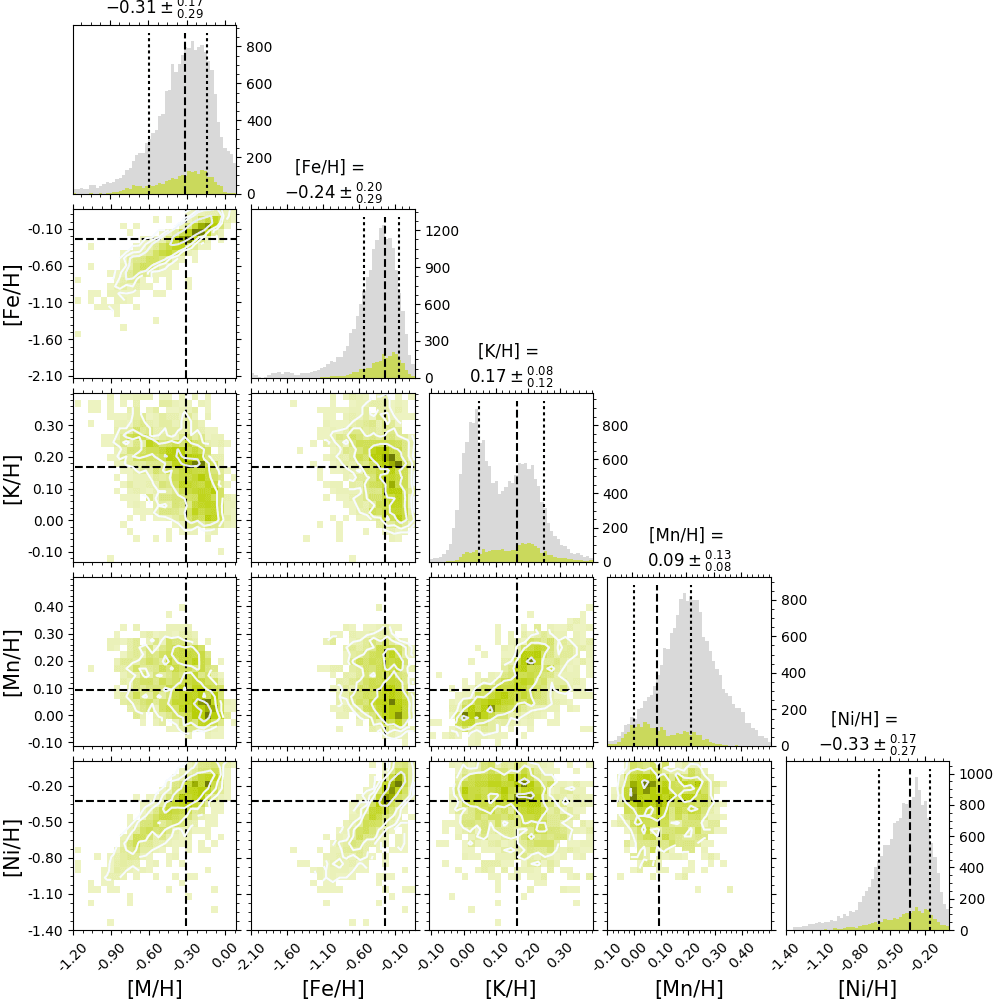 −0.31 ± 0.17 0.29
800
600
400
200
0
[Fe/H] =
−0.24 ± 0.20 0.29
-0.10
-0.60
-1.10
-1.60
-2.10
[Fe/H]
1200
900
600
300
0
[K/H] =
0.17 ± 0.08 0.12
0.30
0.20
0.10
0.00
-0.10
[K/H]
800
600
400
200
0
[Mn/H] =
0.09 ± 0.13 0.08
0.40
0.30
0.20
0.10
0.00
-0.10
[Mn/H]
800
600
400
200
0
[Ni/H] =
−0.33 ± 0.17 0.27
-0.20
-0.50
-0.80
-1.10
-1.40
[Ni/H]
1000
800
600
400
200
0
-1.20 -0.90 -0.60 -0.30 0.00
-2.10 -1.60 -1.10 -0.60 -0.10
-0.10 0.00 0.10 0.20 0.30
-0.10 0.00 0.10 0.20 0.30 0.40
-1.40 -1.10 -0.80 -0.50 -0.20
[M/H] [Fe/H] [K/H] [Mn/H] [Ni/H]